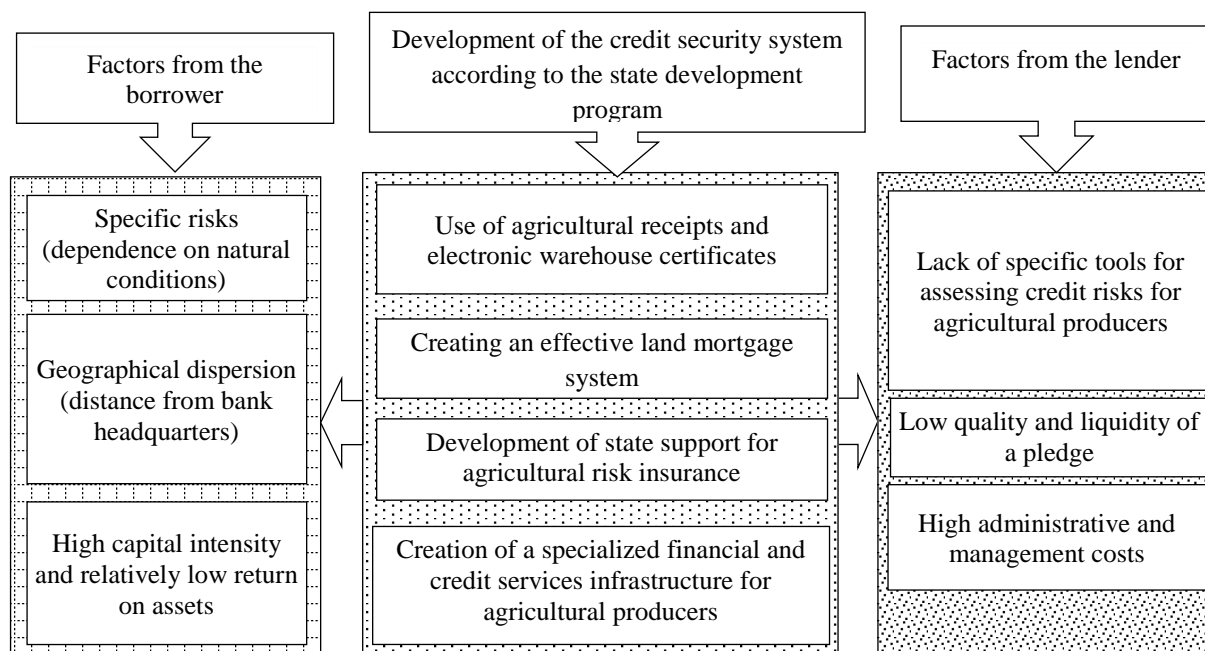 Factors from the
borrower
Specific risks
(dependence on natural
conditions)
Geographical dispersion
(distance from bank
headquarters)
High capital intensity
and relatively low return
on assets
Development of the credit security system
according to the state development
program
Use of agricultural receipts and
electronic warehouse certificates
Creating an effective land mortgage
system
Development of state support for
agricultural risk insurance
Creation of a specialized financial and
credit services infrastructure for
agricultural producers
Factors from the lender
Lack of specific tools for
assessing credit risks for
agricultural producers
Low quality and liquidity of
a pledge
High administrative and
management costs